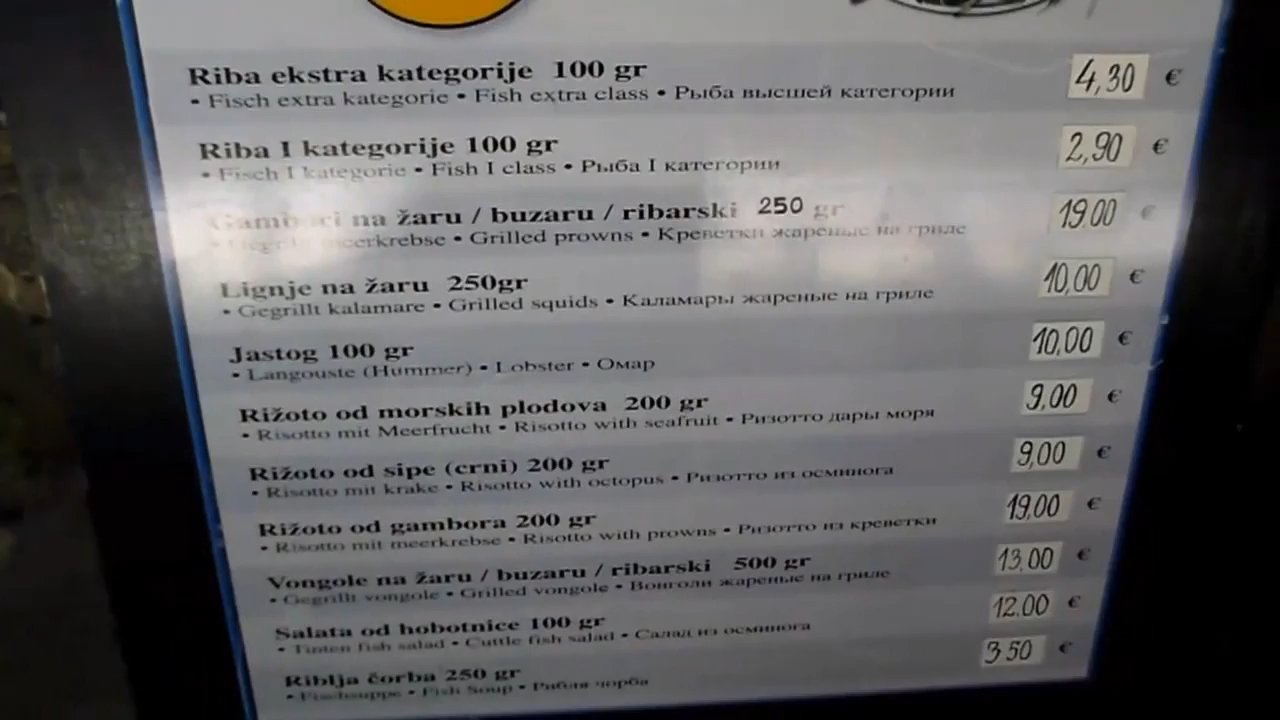 Riba ekstra kategorije 100 gr 4,30 €
• Fisch extra kategorie • Fish extra class • Рыба высшей категории
Riba I kategorije 100 gr 2,90 €
• Fisch I kategorie • Fish I class • Рыба I категории
na žaru / buzaru / ribarski 250 gr 19.00 €
• Grilled prowns • Креветки жареные на гриле
Lignje na žaru 250gr 10,00 €
• Gegrillt kalamare • Grilled squids • Каламары жареные на гриле
Jastog 100 gr 10,00 €
• Langouste (Hummer) • Lobster • Омар
Rižoto od morskih plodova 200 gr 9,00 €
• Risotto mit Meerfrucht • Risotto with seafruit • Ризотто дары моря
Rižoto od sipe (crni) 200 gr 9,00 €
• Risotto mit krake • Risotto with octopus • Ризотто из осминога
Rižoto od gambora 200 gr 19,00 €
• Risotto mit meerkrebse • Risotto with prowns • Ризотто из креветки
Vongole na žaru / buzaru / ribarski 500 gr 13,00 €
• Gegrillt vongole • Grilled vongole • Вонголи жареные на гриле
Salata od hobotnice 100 gr 12.00 €
• Tinten fish salad • Cuttle fish salad • Салад из осминога
Riblja čorba 250 gr 3.50 €
• Fischsuppe • Fish Soup • Рибля чорба